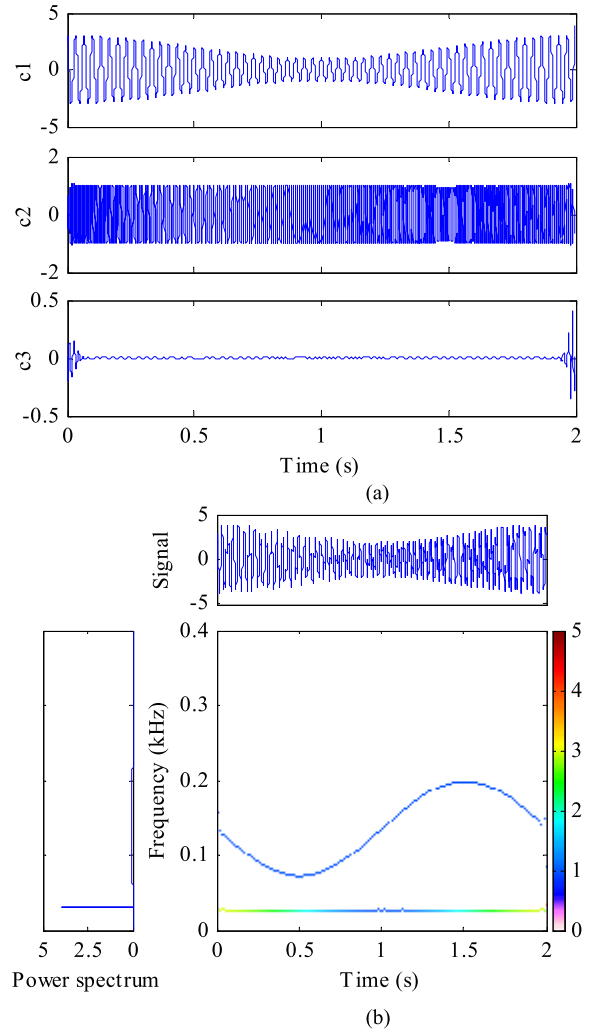 5
c1
0
-5
2
c2
0
-2
0.5
c3
0
-0.5
0 0.5 1 1.5 2
Time (s)
(a)
5
Signal
0
-5
0.4 5
4
0.3
Frequency (kHz)
3
0.2
2
0.1
1
0 0
5 2.5 0 0 0.5 1 1.5 2
Power spectrum Time (s)
(b)